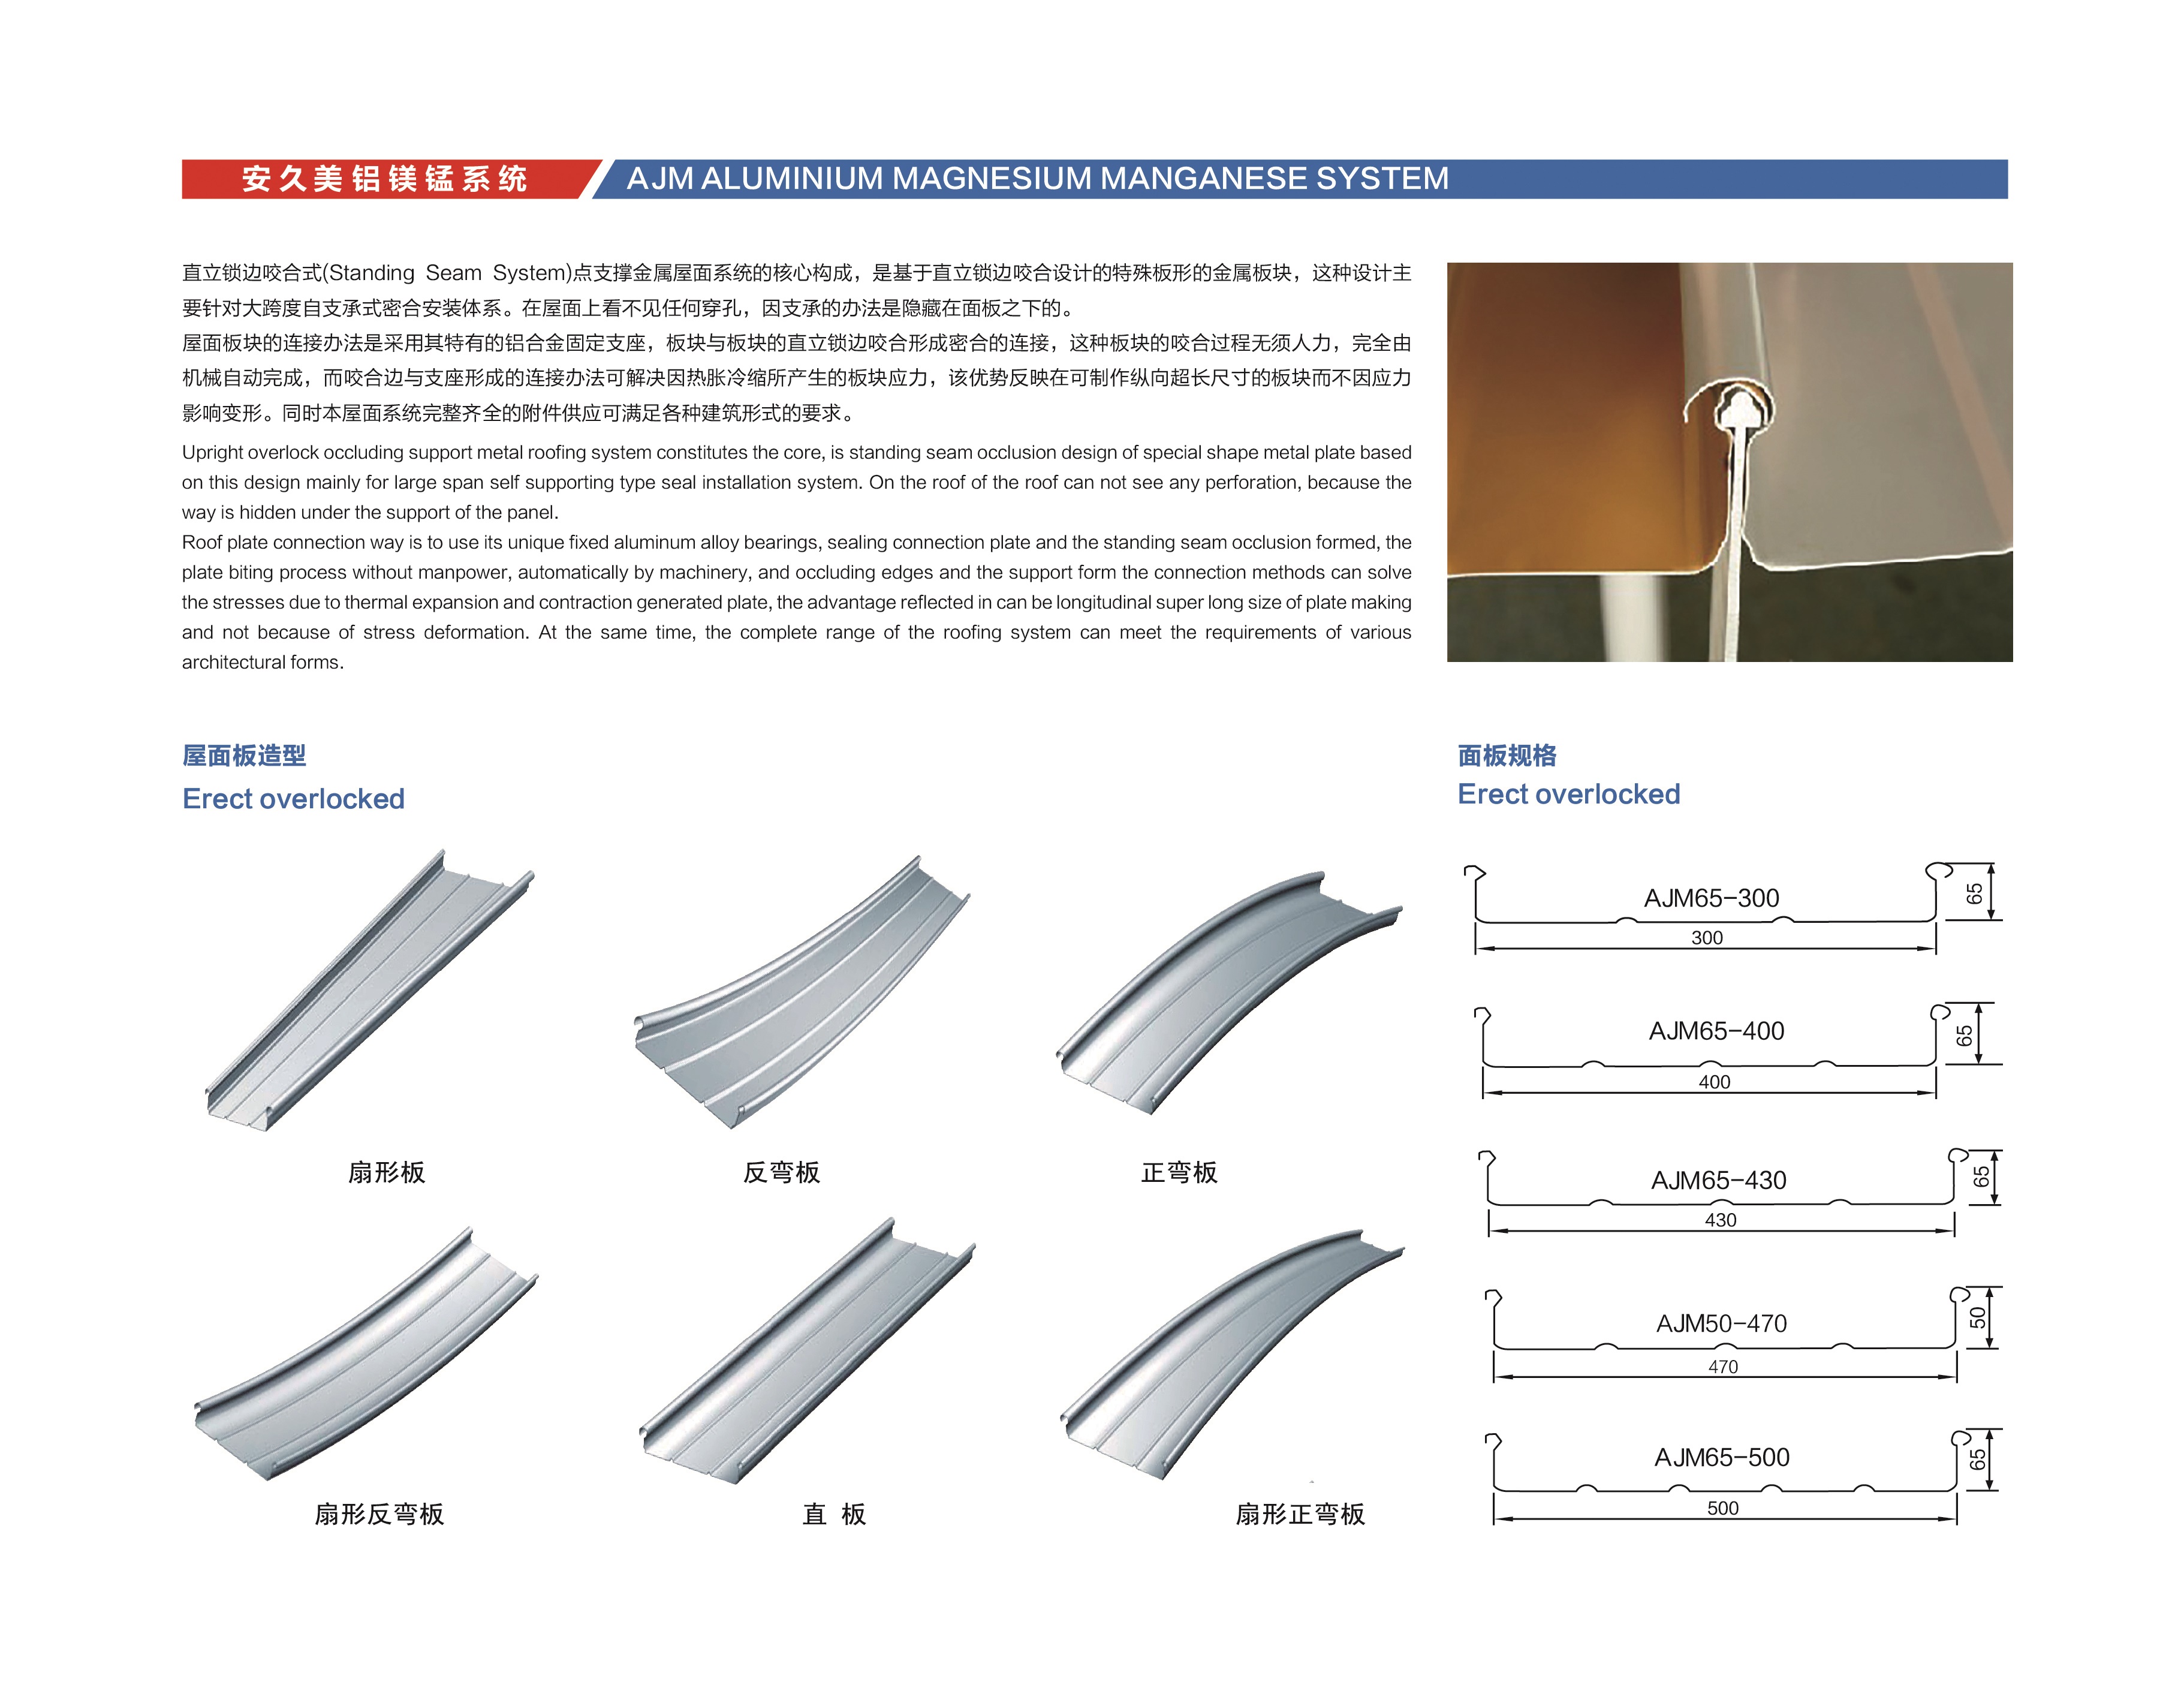 安久美铝镁锰系统
AJM ALUMINIUM MAGNESIUM MANGANESE SYSTEM
直立锁边咬合式(Standing Seam System)点支撑金属屋面系统的核心构成，是基于直立锁边咬合设计的特殊板形的金属板块，这种设计主
要针对大跨度自支承式密合安装体系。在屋面上看不见任何穿孔，因支承的办法是隐藏在面板之下的。
屋面板块的连接办法是采用其特有的铝合金固定支座，板块与板块的直立锁边咬合形成密合的连接，这种板块的咬合过程无须人力，完全由
机械自动完成，而咬合边与支座形成的连接办法可解决因热胀冷缩所产生的板块应力，该优势反映在可制作纵向超长尺寸的板块而不因应力
影响变形。同时本屋面系统完整齐全的附件供应可满足各种建筑形式的要求。
Upright overlock occluding support metal roofing system constitutes the core, is standing seam occlusion design of special shape metal plate based
on this design mainly for large span self supporting type seal installation system. On the roof of the roof can not see any perforation, because the
way is hidden under the support of the panel.
Roof plate connection way is to use its unique fixed aluminum alloy bearings, sealing connection plate and the standing seam occlusion formed, the
plate biting process without manpower, automatically by machinery, and occluding edges and the support form the connection methods can solve
the stresses due to thermal expansion and contraction generated plate, the advantage reflected in can be longitudinal super long size of plate making
and not because of stress deformation. At the same time, the complete range of the roofing system can meet the requirements of various
architectural forms.
屋面板造型
Erect overlocked
扇形板
反弯板
正弯板
扇形反弯板
直 板
扇形正弯板
面板规格
Erect overlocked
AJM65-300
65
300
AJM65-400
65
400
AJM65-430
65
430
AJM50-470
50
470
AJM65-500
65
500